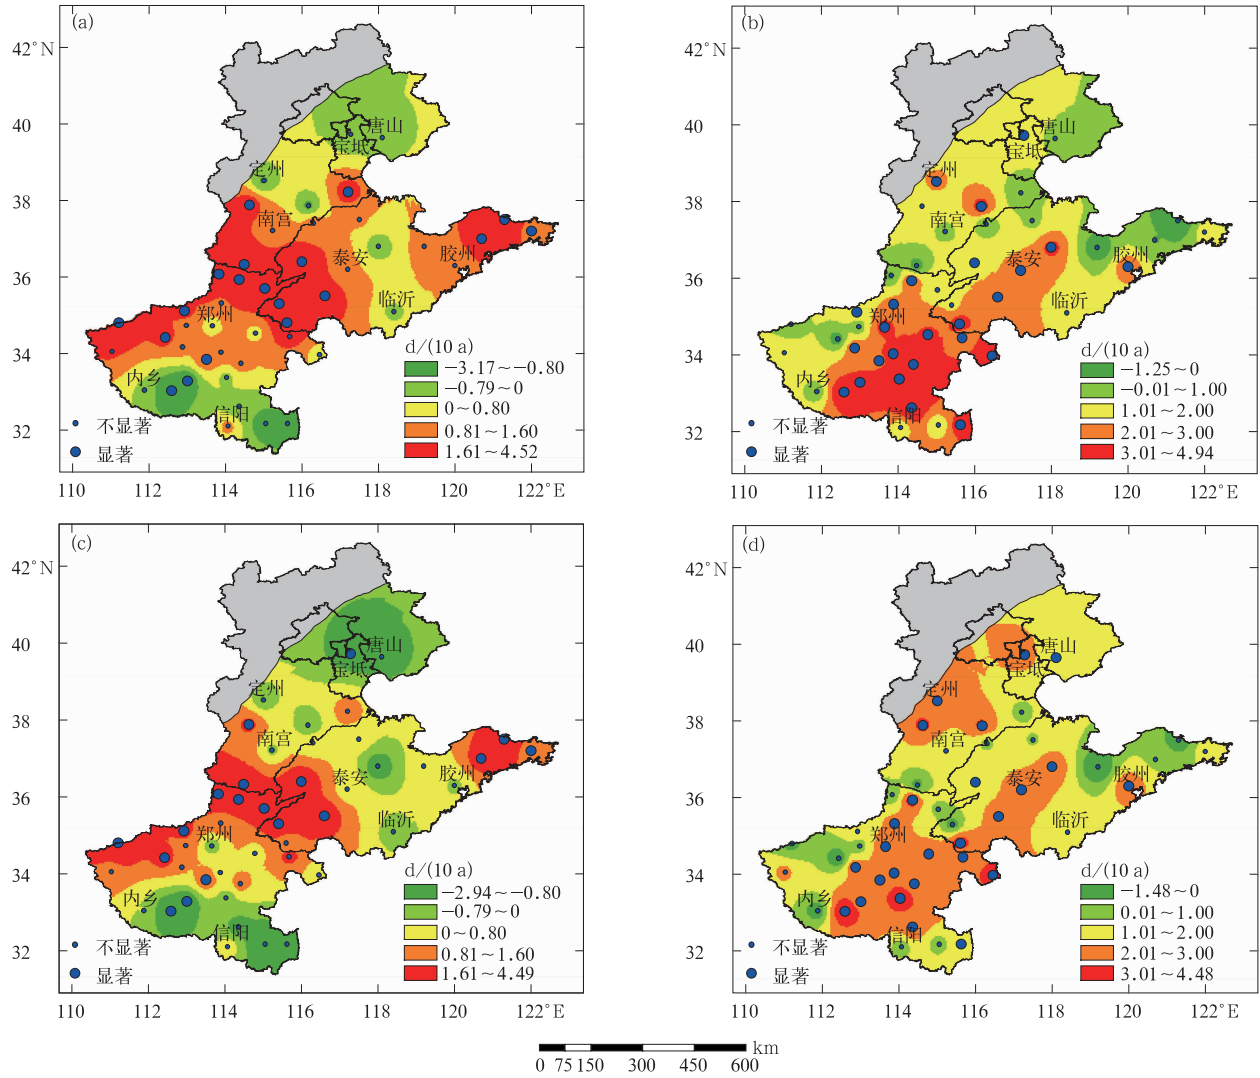 (a)
42°N
40
38
36
34
32
110
112
114
116
118
120
122°E
唐山
宝坻
定州
南宫
泰安
胶州
临沂
郑州
内乡
信阳
不显著
显著
d/(10 a)
−3.17～−0.80
−0.79～0
0～0.80
0.81～1.60
1.61～4.52
(b)
42°N
40
38
36
34
32
110
112
114
116
118
120
122°E
唐山
宝坻
定州
南宫
泰安
胶州
临沂
郑州
内乡
信阳
不显著
显著
d/(10 a)
−1.25～0
−0.01～1.00
1.01～2.00
2.01～3.00
3.01～4.94
(c)
42°N
40
38
36
34
32
110
112
114
116
118
120
122°E
唐山
宝坻
定州
南宫
泰安
胶州
临沂
郑州
内乡
信阳
不显著
显著
d/(10 a)
−2.94～−0.80
−0.79～0
0～0.80
0.81～1.60
1.61～4.49
(d)
42°N
40
38
36
34
32
110
112
114
116
118
120
122°E
唐山
宝坻
定州
南宫
泰安
胶州
临沂
郑州
内乡
信阳
不显著
显著
d/(10 a)
−1.48～0
0.01～1.00
1.01～2.00
2.01～3.00
3.01～4.48
km
0 75 150 300 450 600